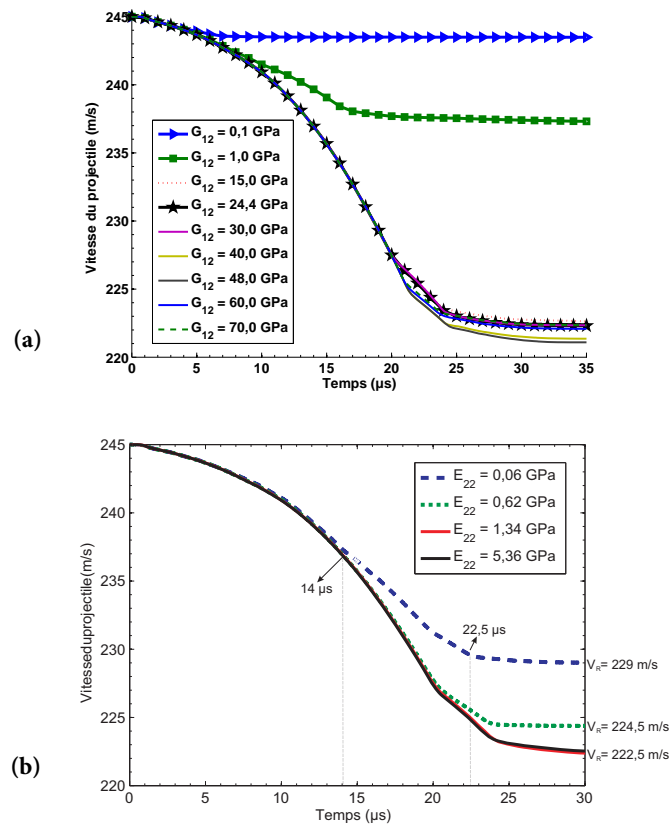 245
240
235
230
225
220
Vitesse du projectile (m/s)
G12 = 0,1 GPa
G12 = 1,0 GPa
G12 = 15,0 GPa
G12 = 24,4 GPa
G12 = 30,0 GPa
G12 = 40,0 GPa
G12 = 48,0 GPa
G12 = 60,0 GPa
G12 = 70,0 GPa
0 5 10 15 20 25 30 35
Temps (µs)
(a)
245
240
235
230
225
220
Vitesseduprojectile(m/s)
E22 = 0,06 GPa
E22 = 0,62 GPa
E22 = 1,34 GPa
E22 = 5,36 GPa
14 µs
22,5 µs
VR= 229 m/s
VR= 224,5 m/s
VR= 222,5 m/s
0 5 10 15 20 25 30
Temps (µs)
(b)